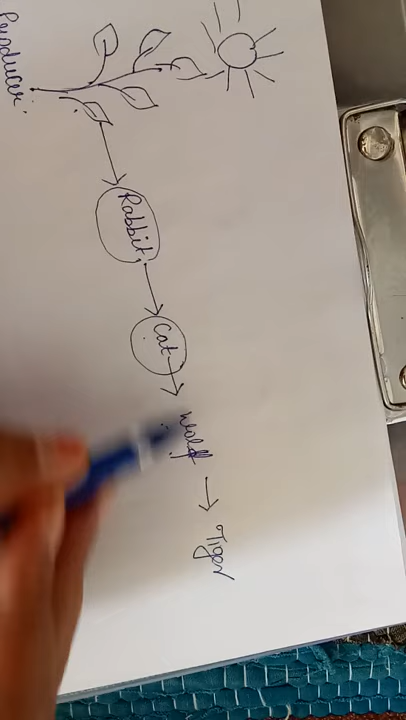 Producer.
Rabbit
Cat
Wolf
Tiger